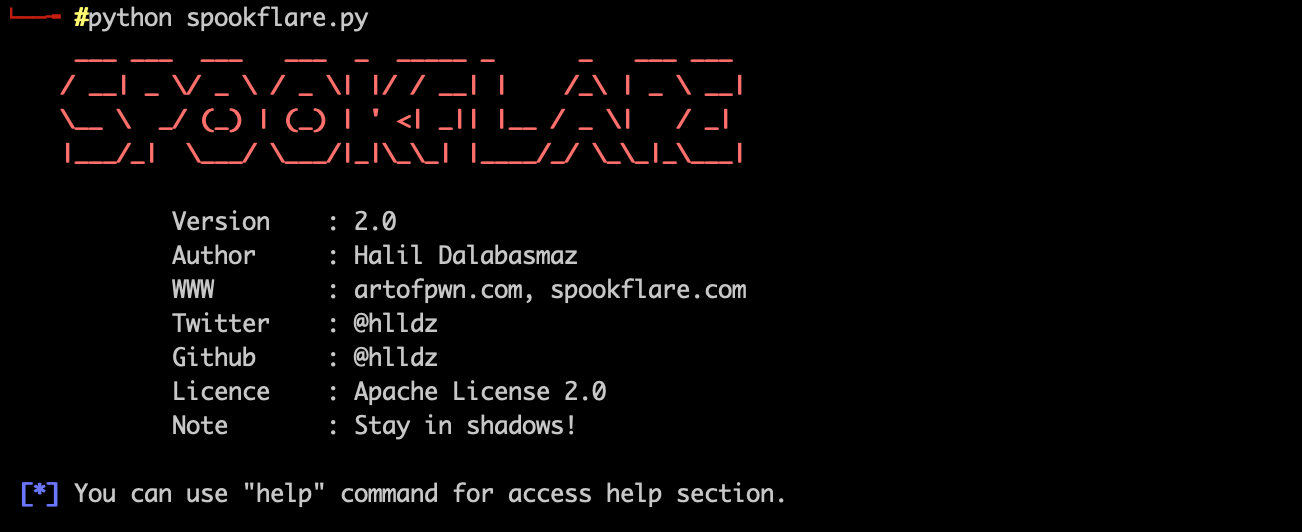 #python spookflare.py
SPOOKFLARE
Version : 2.0
Author : Halil Dalabasmaz
WWW : artofpwn.com, spookflare.com
Twitter : @hlldz
Github : @hlldz
Licence : Apache License 2.0
Note : Stay in shadows!
[*] You can use "help" command for access help section.